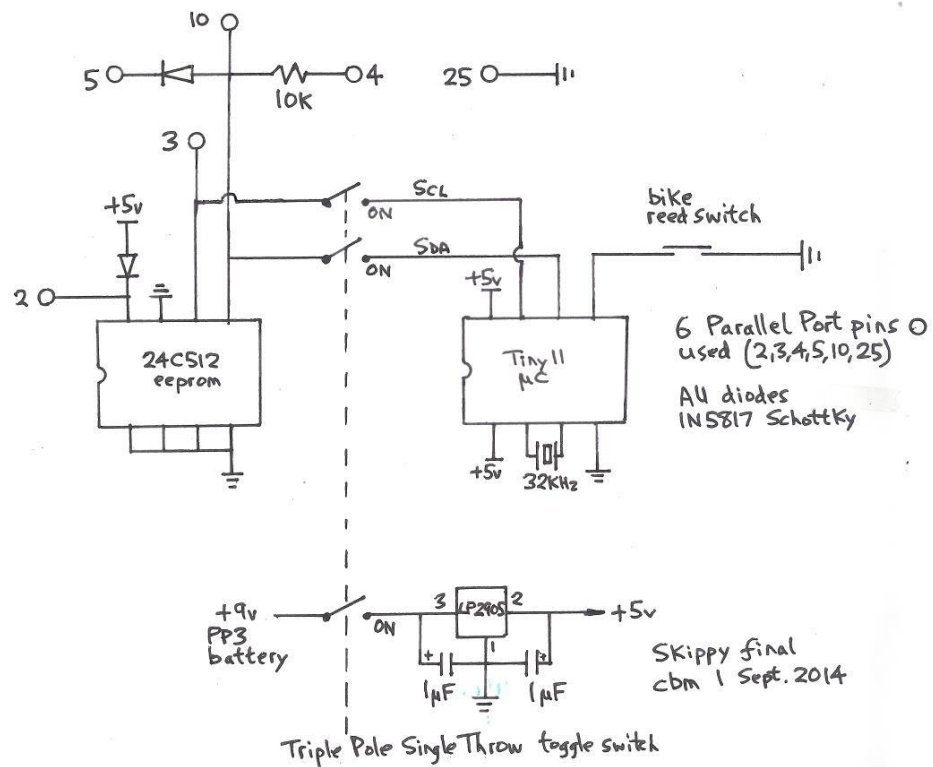 10
5
10K
4
25
3
+5v
SCL
ON
SDA
ON
bike
reed switch
2
+5v
24C512
eeprom
Tiny11
μC
6 Parallel Port pins
used (2,3,4,5,10,25)
All diodes
1N5817 Schottky
+5v
32KHz
+9v
PP3
battery
ON
3
LP2905
2
1
+5v
+
1μF
+
1μF
Skippy final
cbm 1 Sept. 2014
Triple Pole Single Throw toggle switch